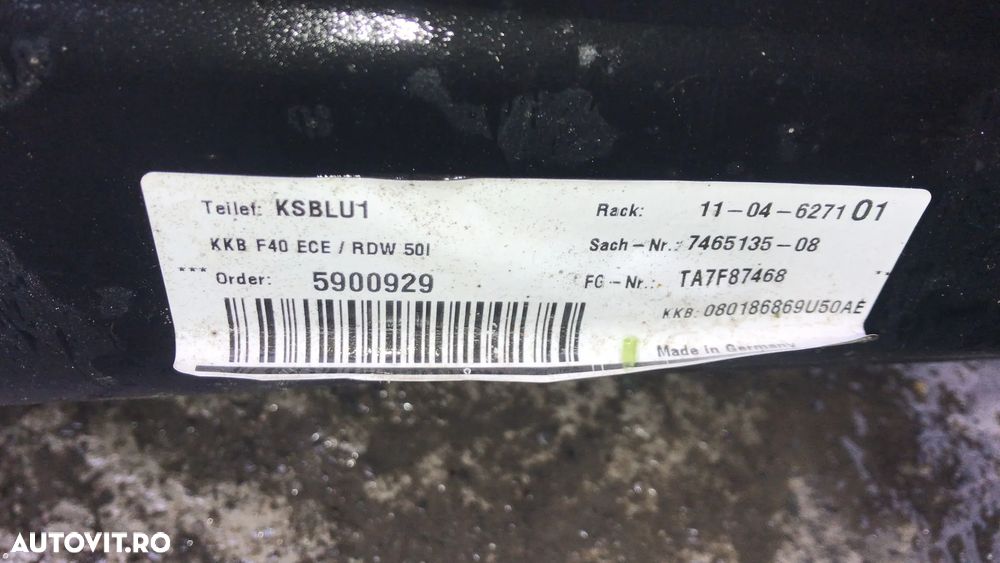 Teilef: KSBLU1
KKB F40 ECE / RDW 50l
*** Order: 5900929
Rack: 11-04-6271 01
Sach-Nr.: 7465135-08
FG-Nr.: TA7F87468 **
KKB: 080186869U50AE
Made in Germany
AUTOVIT.RO